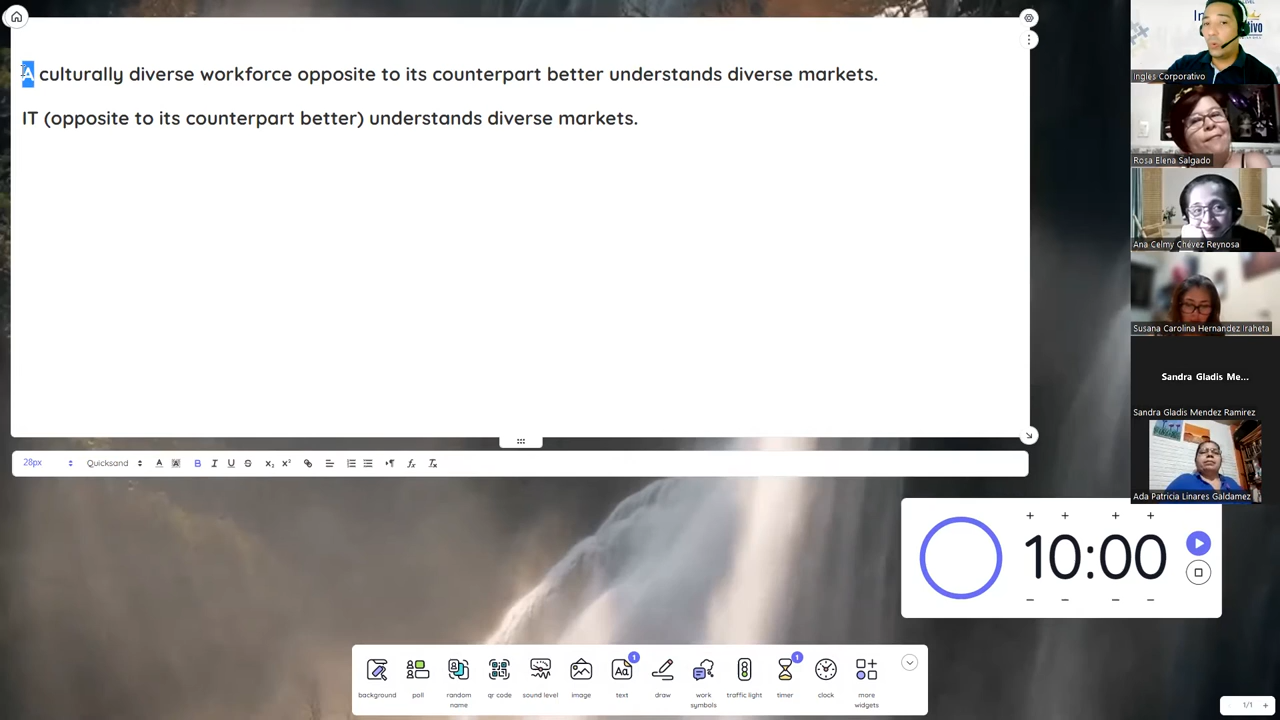 A culturally diverse workforce opposite to its counterpart better understands diverse markets.
IT (opposite to its counterpart better) understands diverse markets.
Ingles Corporativo
Rosa Elena Salgado
Ana Celmy Chévez Reynosa
Susana Carolina Hernandez Iraheta
Sandra Gladis Me...
Sandra Gladis Mendez Ramirez
Ada Patricia Linares Galdamez
28px
Quicksand
10:00
1
1
background
poll
random name
qr code
sound level
image
text
draw
work symbols
traffic light
timer
clock
more widgets
1/1